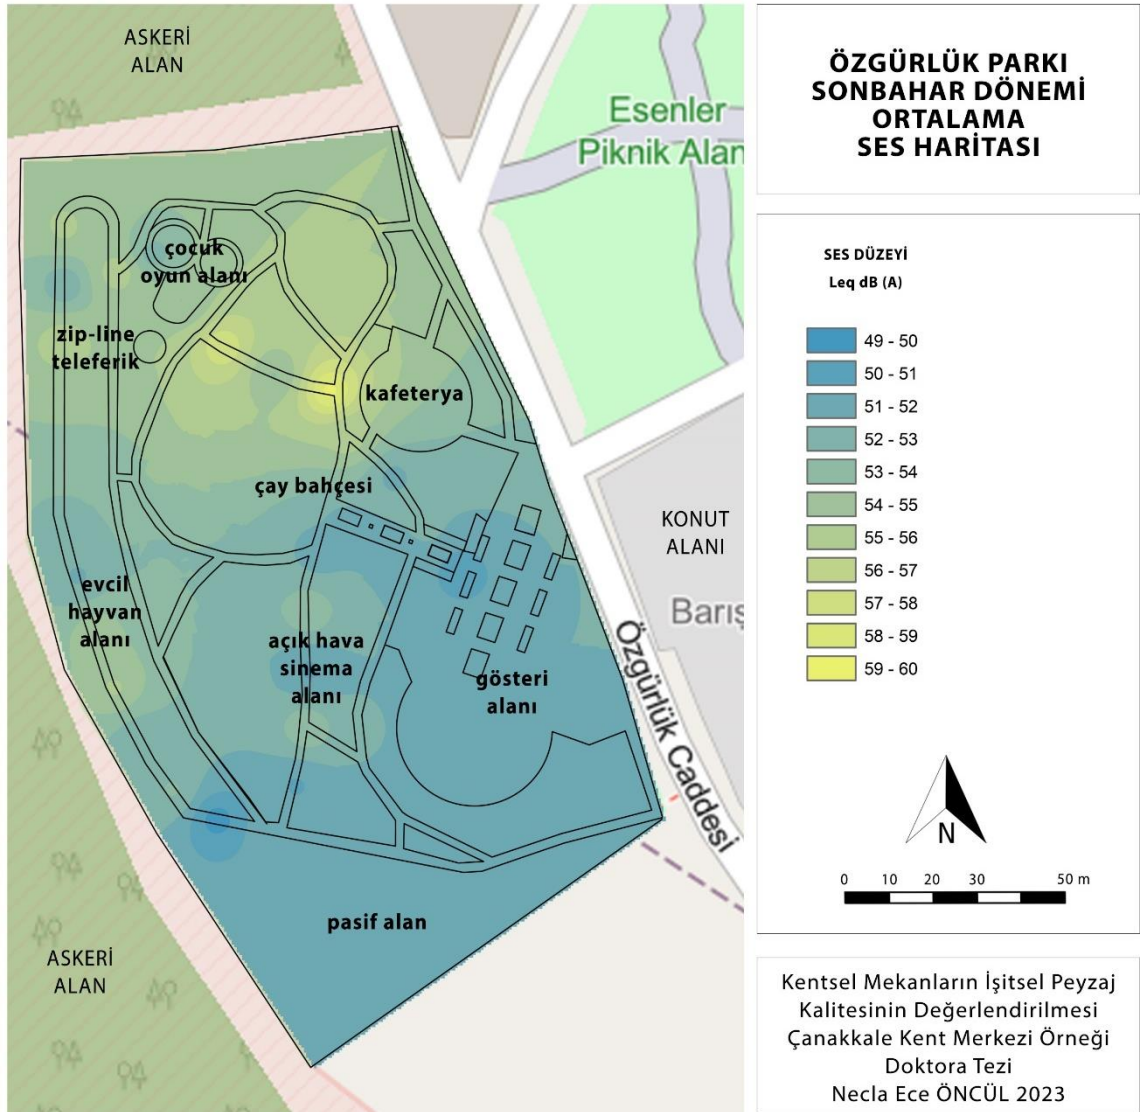 ASKERİ
ALAN
Esenler
Piknik Alan
çocuk
oyun alanı
zip-line
teleferik
kafeterya
çay bahçesi
KONUT
ALANI
Barış
evcil
hayvan
alanı
açık hava
sinema
alanı
gösteri
alanı
Özgürlük Caddesi
pasif alan
ASKERİ
ALAN
ÖZGÜRLÜK PARKI
SONBAHAR DÖNEMİ
ORTALAMA
SES HARİTASI
SES DÜZEYİ
Leq dB (A)
49 - 50
50 - 51
51 - 52
52 - 53
53 - 54
54 - 55
55 - 56
56 - 57
57 - 58
58 - 59
59 - 60
N
0 10 20 30 50 m
Kentsel Mekanların İşitsel Peyzaj
Kalitesinin Değerlendirilmesi
Çanakkale Kent Merkezi Örneği
Doktora Tezi
Necla Ece ÖNCÜL 2023